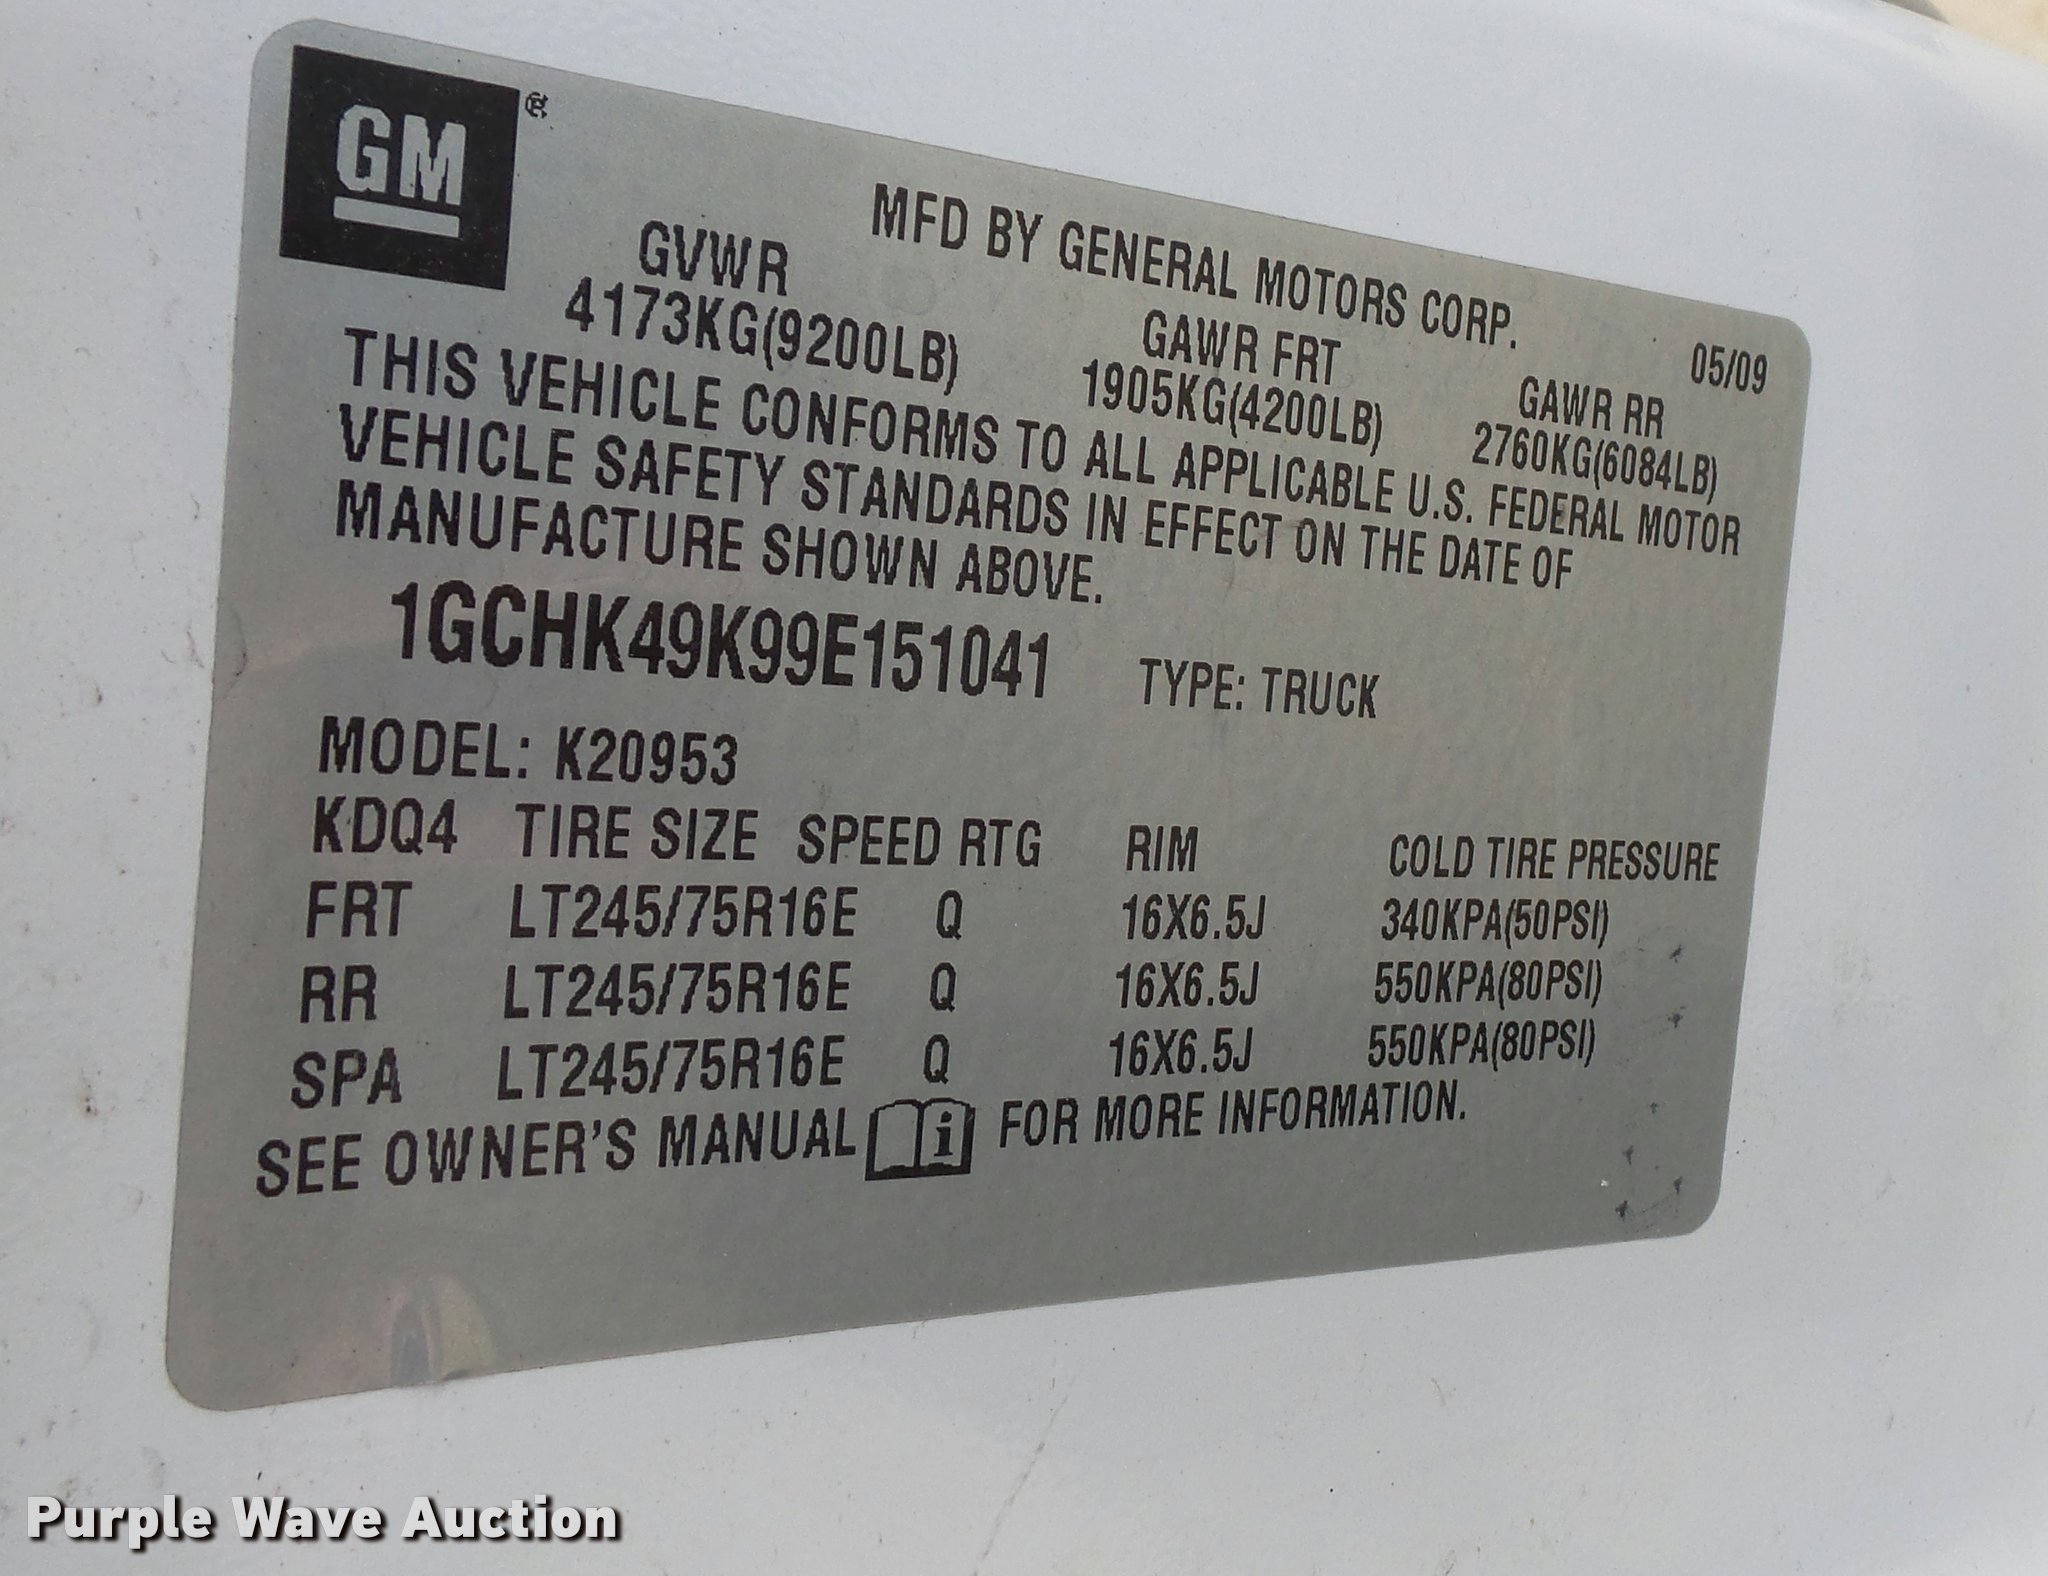 GM®
MFD BY GENERAL MOTORS CORP.
05/09
GVWR GAWR FRT GAWR RR
4173KG(9200LB) 1905KG(4200LB) 2760KG(6084LB)
THIS VEHICLE CONFORMS TO ALL APPLICABLE U.S. FEDERAL MOTOR
VEHICLE SAFETY STANDARDS IN EFFECT ON THE DATE OF
MANUFACTURE SHOWN ABOVE.
1GCHK49K99E151041 TYPE: TRUCK
MODEL: K20953
KDQ4 TIRE SIZE SPEED RTG RIM COLD TIRE PRESSURE
FRT LT245/75R16E Q 16X6.5J 340KPA(50PSI)
RR LT245/75R16E Q 16X6.5J 550KPA(80PSI)
SPA LT245/75R16E Q 16X6.5J 550KPA(80PSI)
SEE OWNER'S MANUAL i FOR MORE INFORMATION.
Purple Wave Auction